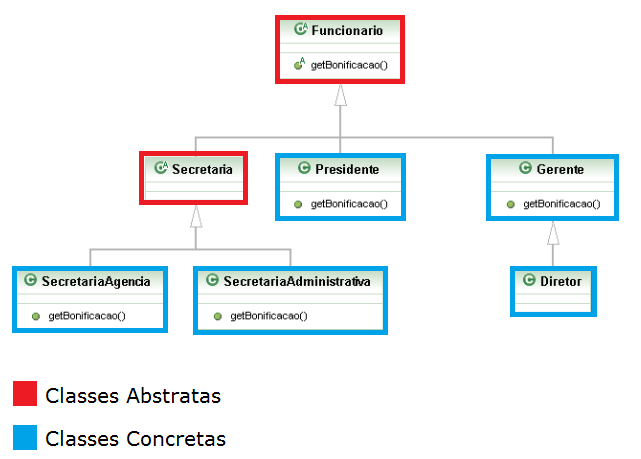 Funcionario
getBonificacao()
Secretaria
Presidente
getBonificacao()
Gerente
getBonificacao()
SecretariaAgencia
getBonificacao()
SecretariaAdministrativa
getBonificacao()
Diretor
Classes Abstratas
Classes Concretas